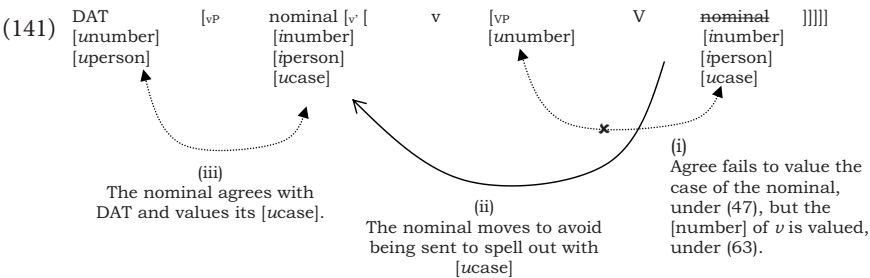 (141) DAT [vP nominal [v' [ v [VP V nominal ]]]]]
[unumber] [inumber] [unumber] [inumber]
[uperson] [iperson] [iperson]
[ucase] [ucase]
(i)
Agree fails to value the
case of the nominal,
under (47), but the
[number] of v is valued,
under (63).
(iii)
The nominal agrees with
DAT and values its [ucase].
(ii)
The nominal moves to avoid
being sent to spell out with
[ucase]